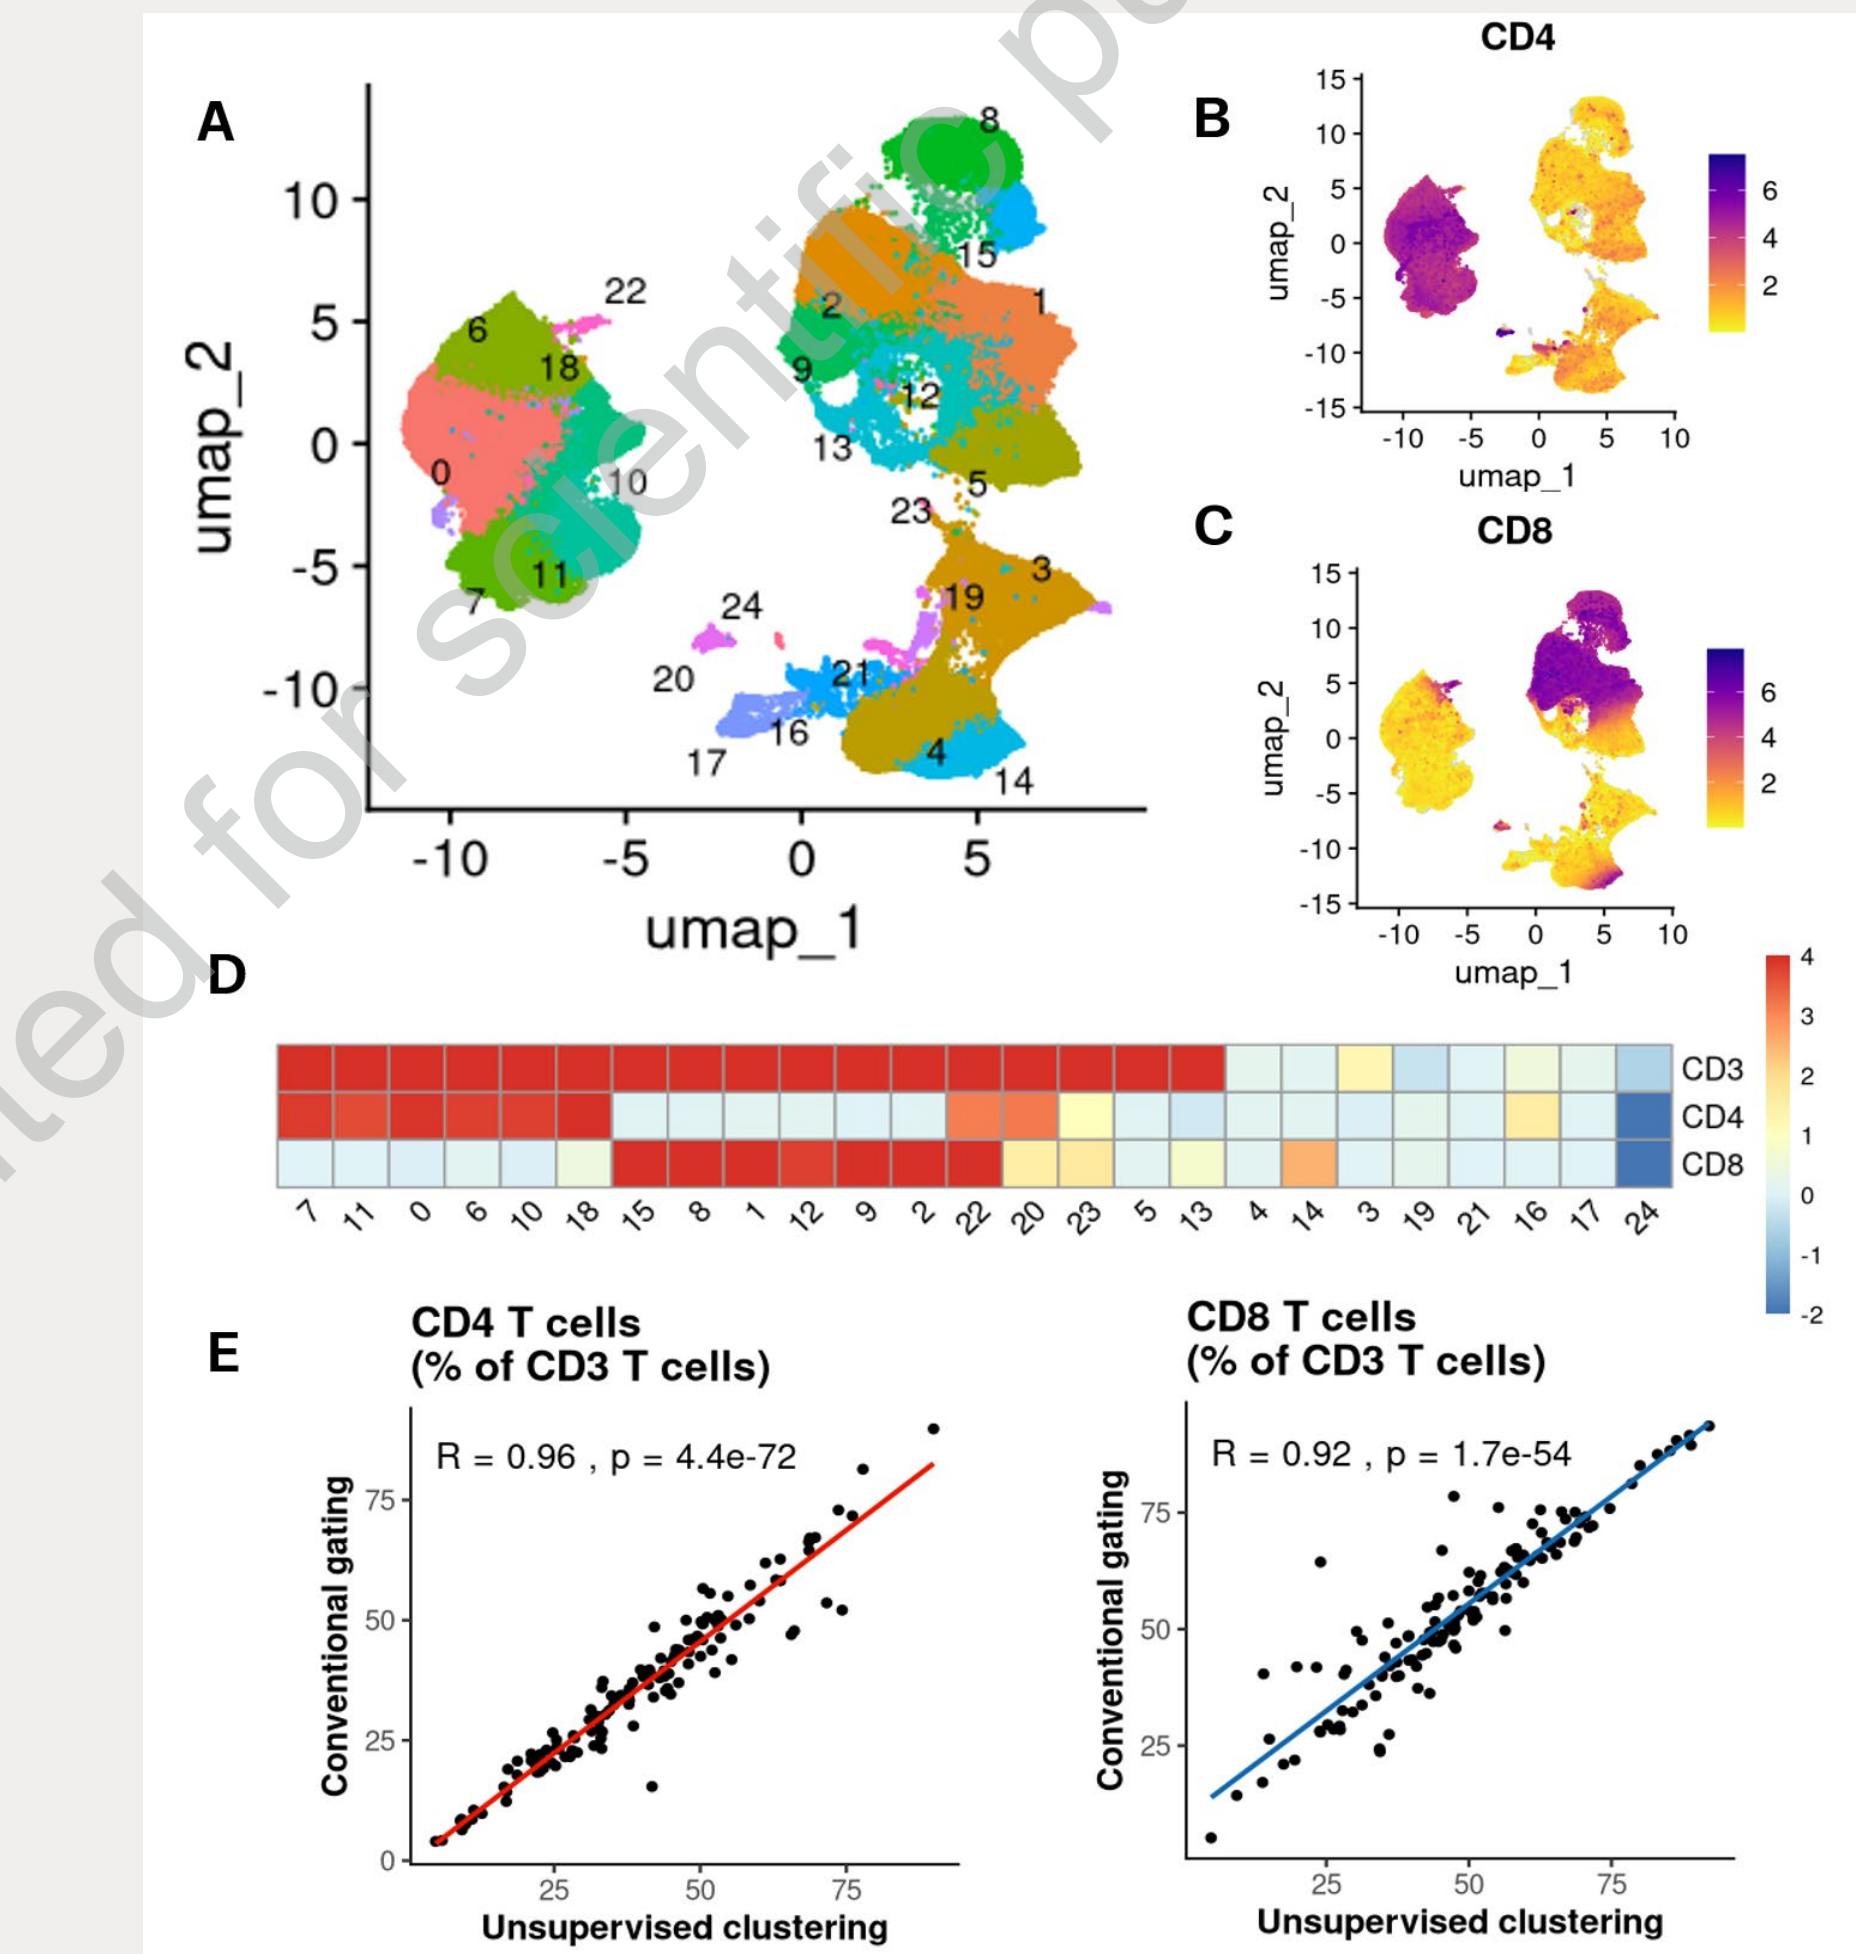 A
10
5
0
-5
-10
umap_2
8
15
22
6
18
2
1
9
12
13
0
10
5
23
11
7
3
19
24
20
21
16
17
4
14
-10
-5
0
5
umap_1
B
CD4
15
10
5
0
-5
-10
-15
umap_2
-10
-5
0
5
10
umap_1
6
4
2
C
CD8
15
10
5
0
-5
-10
-15
umap_2
-10
-5
0
5
10
umap_1
6
4
2
D
CD3
CD4
CD8
7 11 0 6 10 18 15 8 1 12 9 2 22 20 23 5 13 4 14 3 19 21 16 17 24
4
3
2
1
0
-1
-2
E
CD4 T cells
(% of CD3 T cells)
R = 0.96 , p = 4.4e-72
Conventional gating
75
50
25
0
25 50 75
Unsupervised clustering
CD8 T cells
(% of CD3 T cells)
R = 0.92 , p = 1.7e-54
Conventional gating
75
50
25
25 50 75
Unsupervised clustering
for scientific